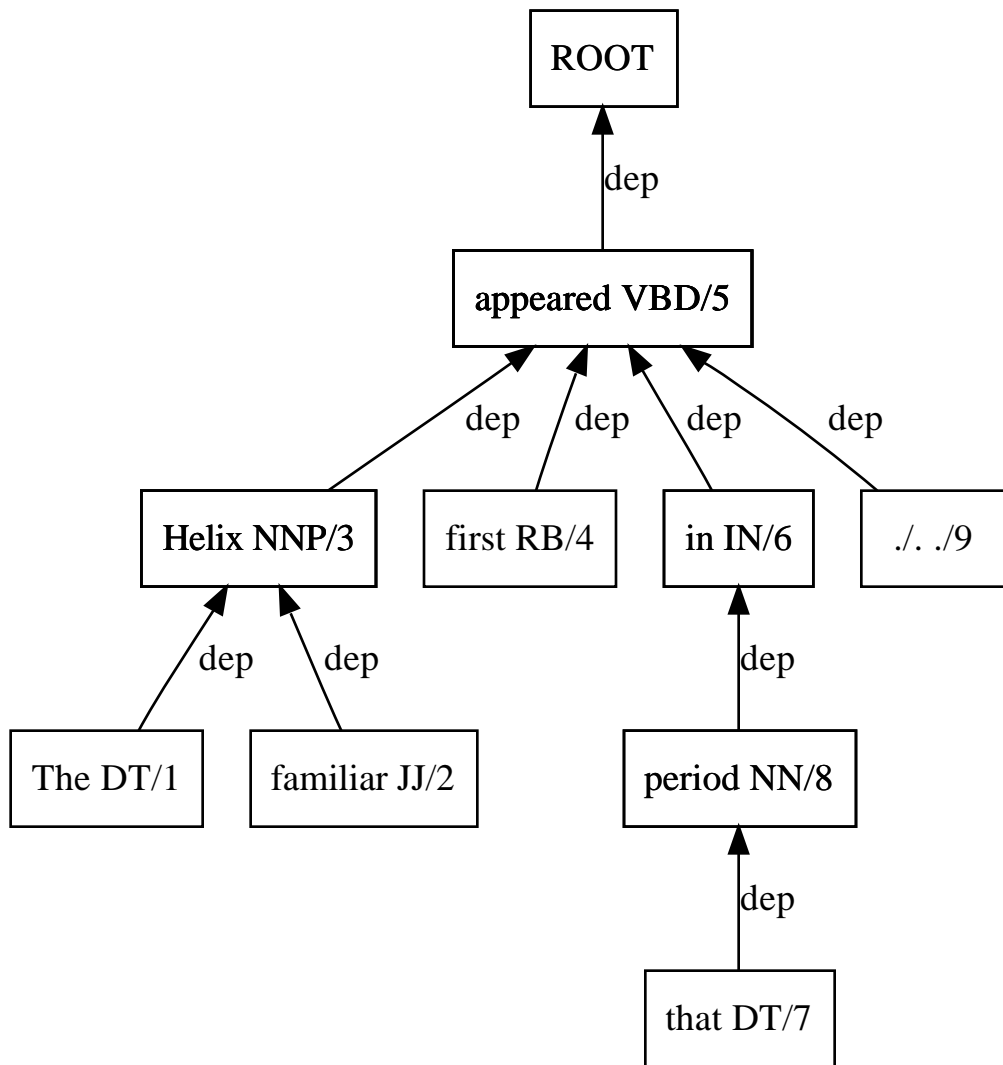 ROOT
dep
appeared VBD/5
dep dep dep dep
Helix NNP/3 first RB/4 in IN/6 ./. ./9
dep dep dep
The DT/1 familiar JJ/2 period NN/8
dep
that DT/7